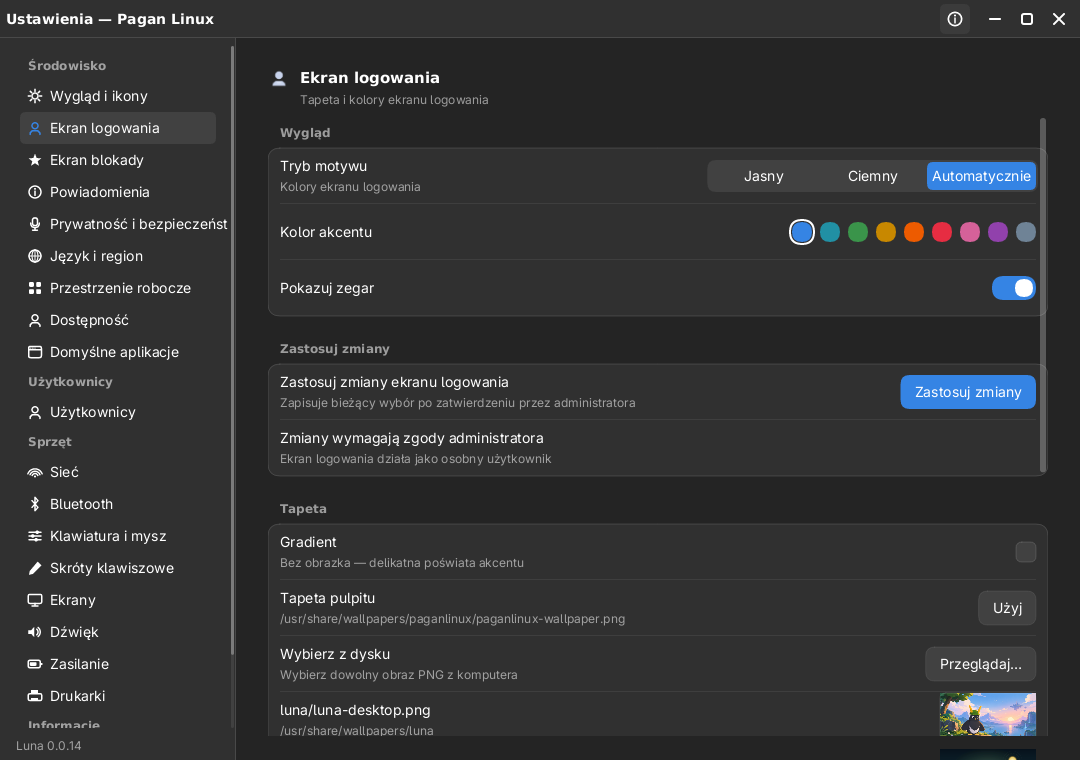 Ustawienia — Pagan Linux
Środowisko
Wygląd i ikony
Ekran logowania
Ekran blokady
Powiadomienia
Prywatność i bezpieczeńst
Język i region
Przestrzenie robocze
Dostępność
Domyślne aplikacje
Użytkownicy
Użytkownicy
Sprzęt
Sieć
Bluetooth
Klawiatura i mysz
Skróty klawiszowe
Ekrany
Dźwięk
Zasilanie
Drukarki
Informacje
Luna 0.0.14
Ekran logowania
Tapeta i kolory ekranu logowania
Wygląd
Tryb motywu
Kolory ekranu logowania
Jasny Ciemny Automatycznie
Kolor akcentu
Pokazuj zegar
Zastosuj zmiany
Zastosuj zmiany ekranu logowania
Zapisuje bieżący wybór po zatwierdzeniu przez administratora
Zastosuj zmiany
Zmiany wymagają zgody administratora
Ekran logowania działa jako osobny użytkownik
Tapeta
Gradient
Bez obrazka — delikatna poświata akcentu
Tapeta pulpitu
/usr/share/wallpapers/paganlinux/paganlinux-wallpaper.png
Użyj
Wybierz z dysku
Wybierz dowolny obraz PNG z komputera
Przeglądaj...
luna/luna-desktop.png
/usr/share/wallpapers/luna